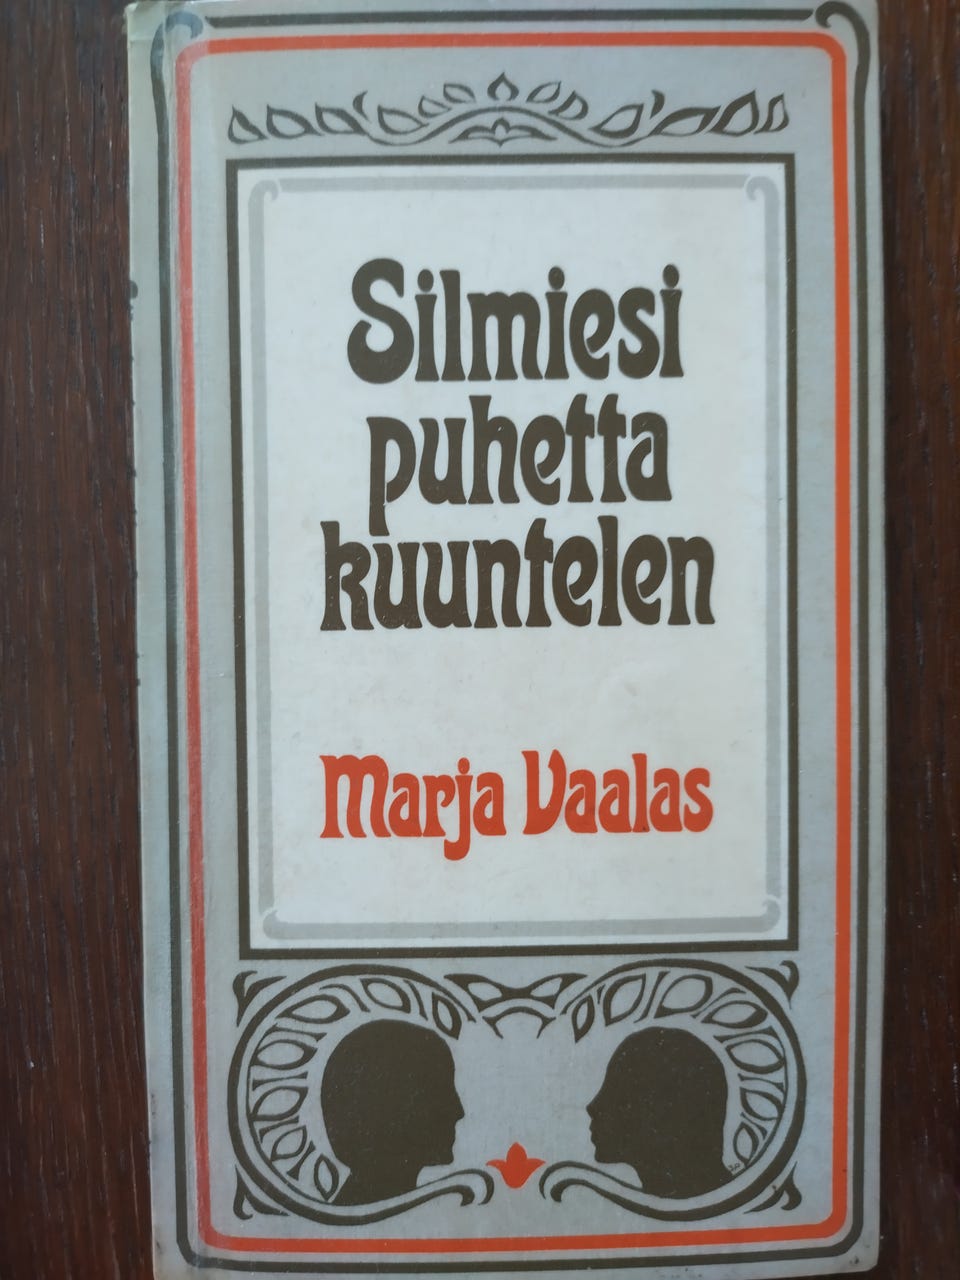 Silmiesi
puhetta
kuuntelen
Marja Vaalas